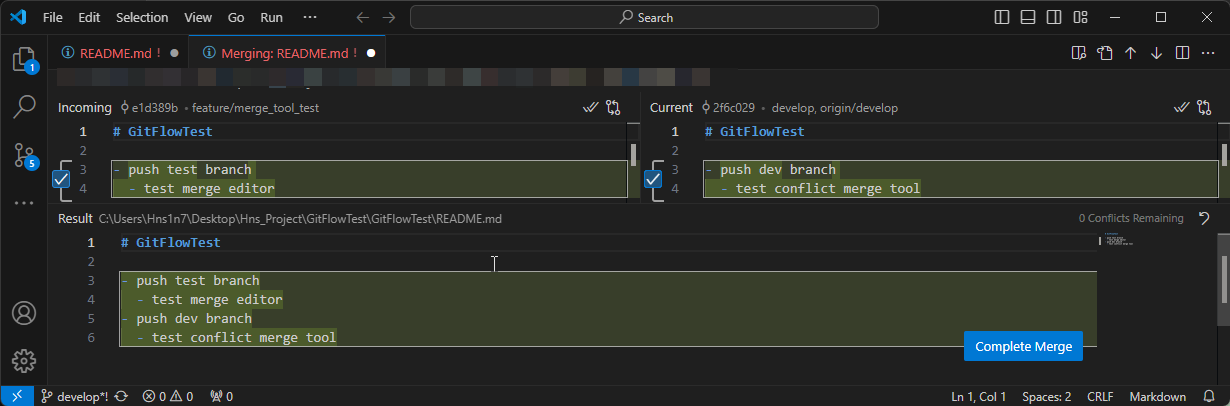 File Edit Selection View Go Run ··· Search
README.md ! Merging: README.md !
Incoming e1d389b · feature/merge_tool_test
1 # GitFlowTest
2
3 - push test branch
4 - test merge editor
Current 2f6c029 · develop, origin/develop
1 # GitFlowTest
2
3 - push dev branch
4 - test conflict merge tool
Result C:\Users\Hns1n7\Desktop\Hns_Project\GitFlowTest\GitFlowTest\README.md 0 Conflicts Remaining
1 # GitFlowTest
2
3 - push test branch
4 - test merge editor
5 - push dev branch
6 - test conflict merge tool
Complete Merge
1
5
develop*! 0 0 0 Ln 1, Col 1 Spaces: 2 CRLF Markdown